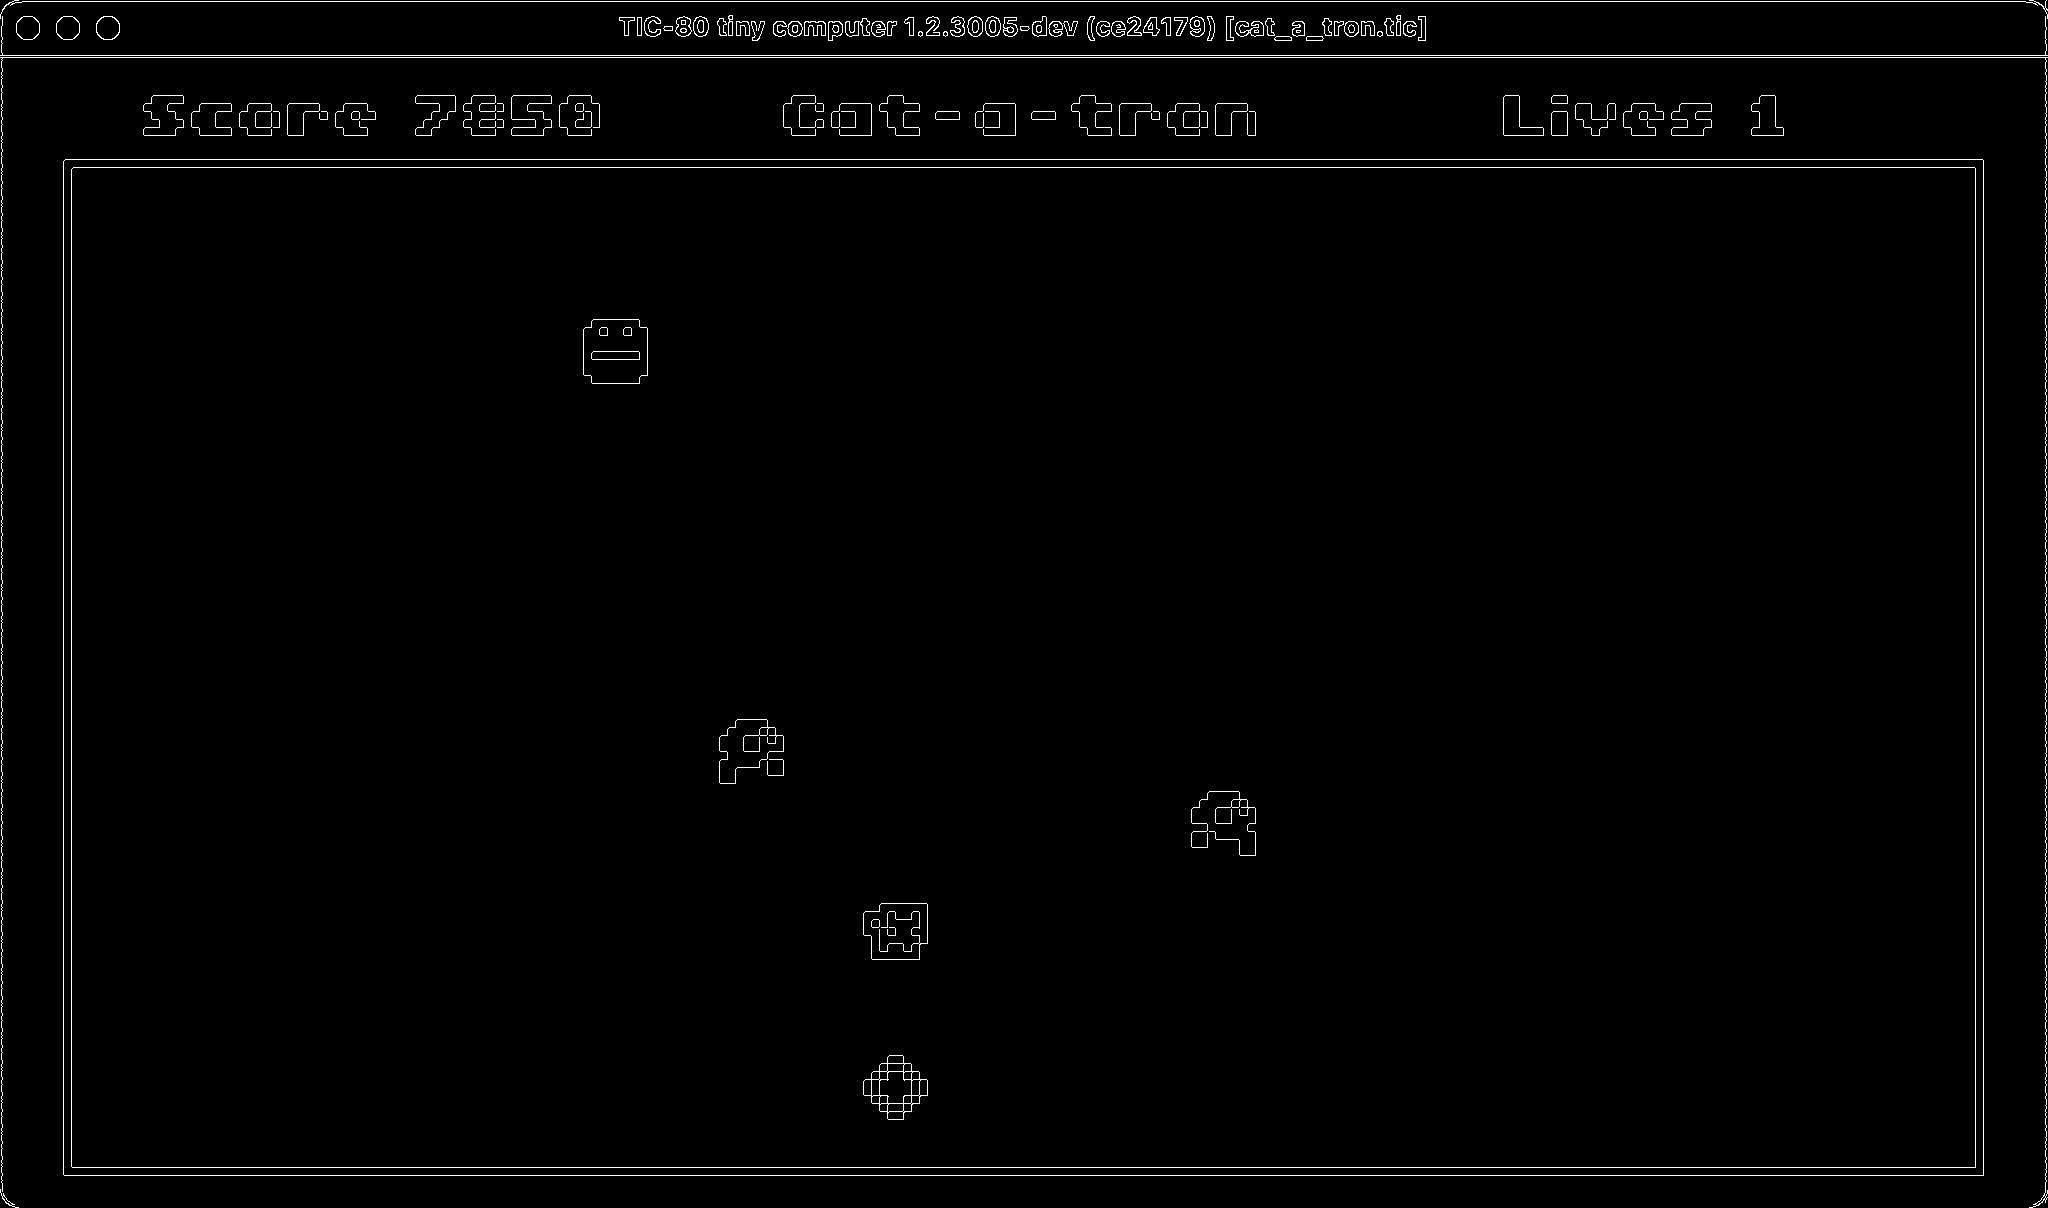 TIC-80 tiny computer 1.2.3005-dev (ce24179) [cat_a_tron.tic]
Score 7850 Cat-a-tron Lives 1